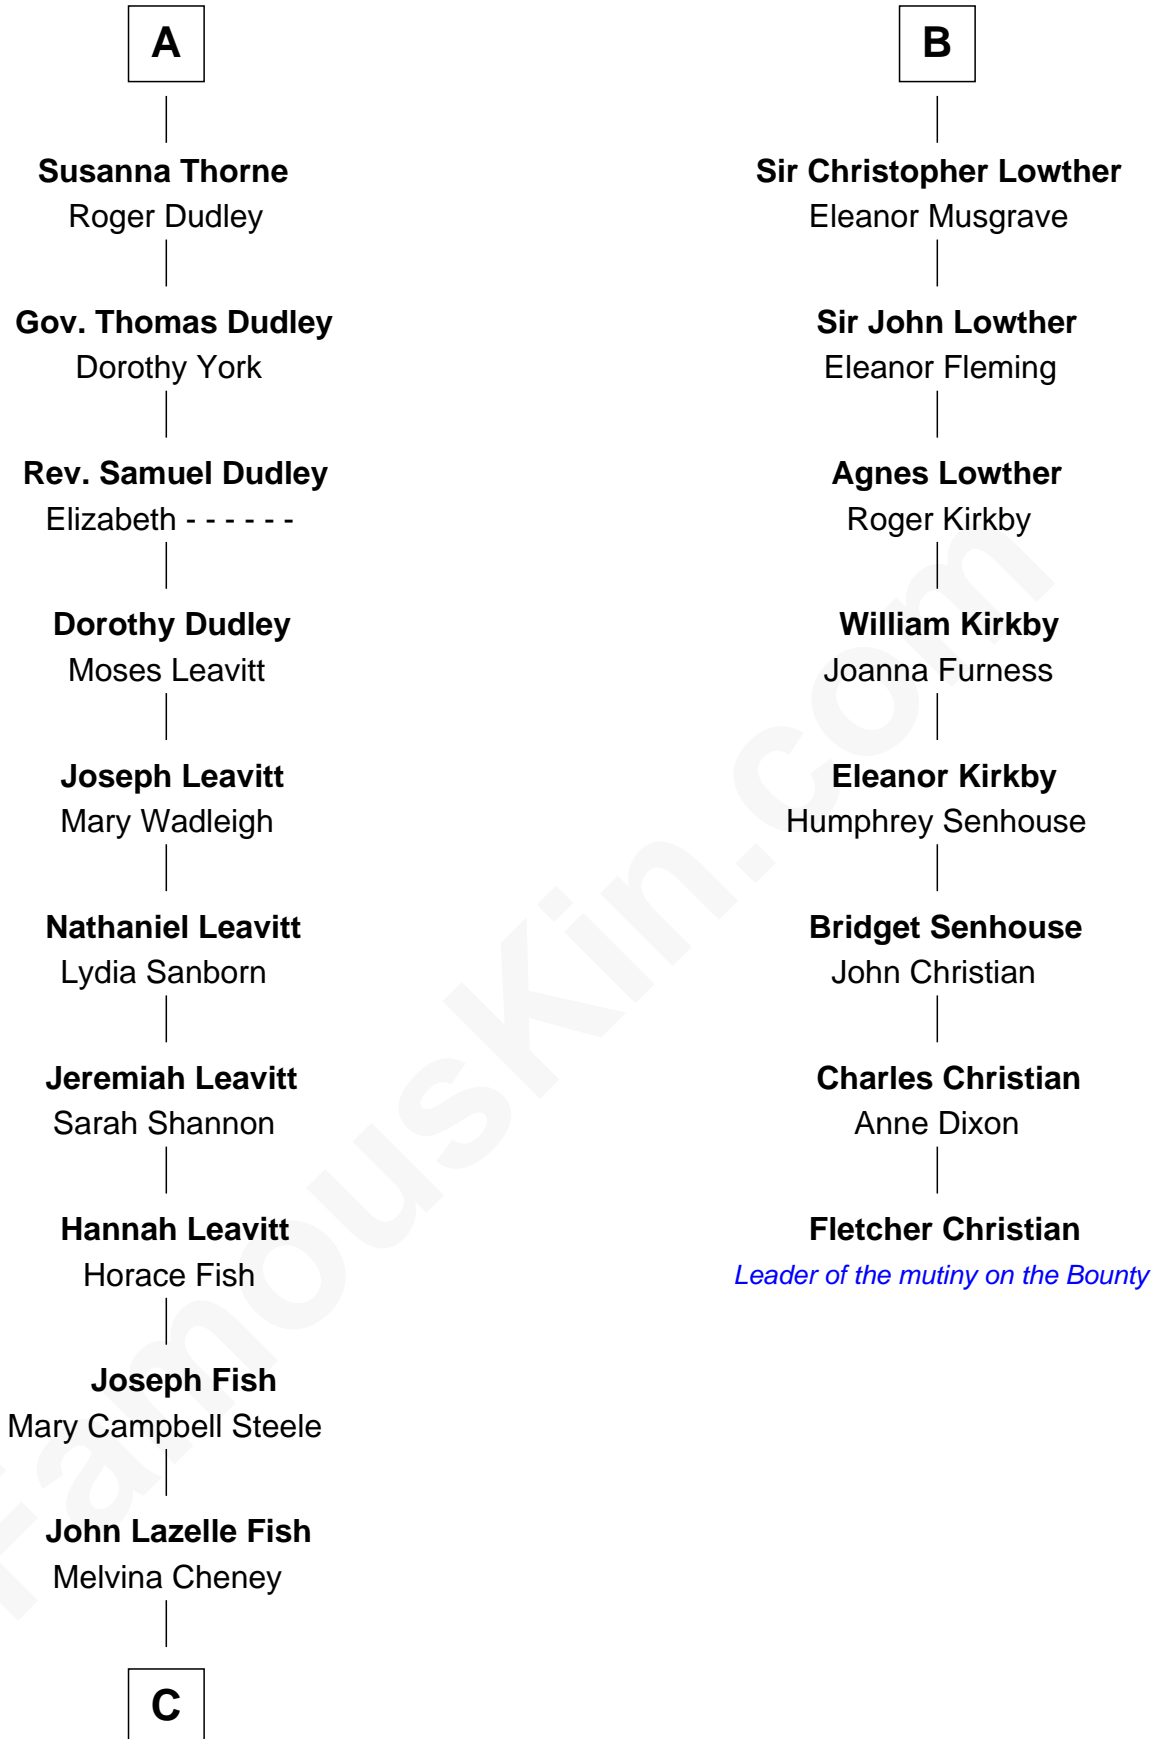 A
Susanna Thorne
Roger Dudley
Gov. Thomas Dudley
Dorothy York
Rev. Samuel Dudley
Elizabeth - - - - - -
Dorothy Dudley
Moses Leavitt
Joseph Leavitt
Mary Wadleigh
Nathaniel Leavitt
Lydia Sanborn
Jeremiah Leavitt
Sarah Shannon
Hannah Leavitt
Horace Fish
Joseph Fish
Mary Campbell Steele
John Lazelle Fish
Melvina Cheney
C
B
Sir Christopher Lowther
Eleanor Musgrave
Sir John Lowther
Eleanor Fleming
Agnes Lowther
Roger Kirkby
William Kirkby
Joanna Furness
Eleanor Kirkby
Humphrey Senhouse
Bridget Senhouse
John Christian
Charles Christian
Anne Dixon
Fletcher Christian
Leader of the mutiny on the Bounty
FamousKin.com